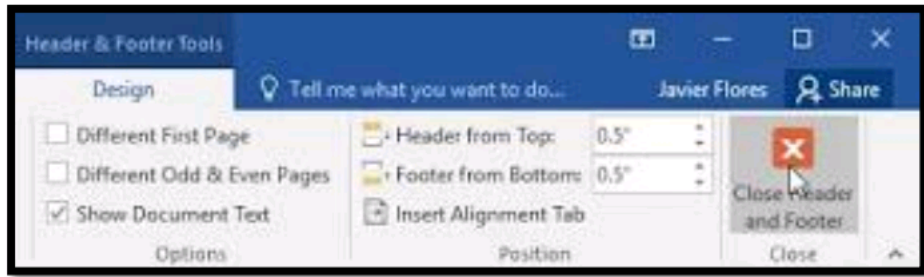 Header & Footer Tools
Design
Tell me what you want to do...
Javier Flores
Share
Different First Page
Different Odd & Even Pages
Show Document Text
Options
Header from Top: 0.5"
Footer from Bottom: 0.5"
Insert Alignment Tab
Position
Close Header
and Footer
Close